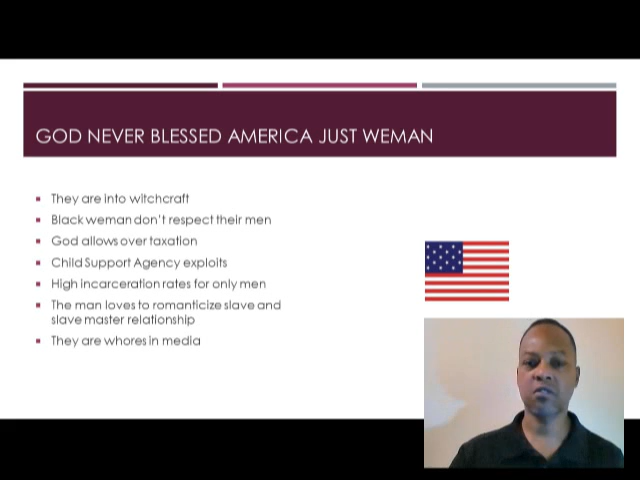 GOD NEVER BLESSED AMERICA JUST WEMAN
They are into witchcraft
Black weman don't respect their men
God allows over taxation
Child Support Agency exploits
High incarceration rates for only men
The man loves to romanticize slave and
slave master relationship
They are whores in media